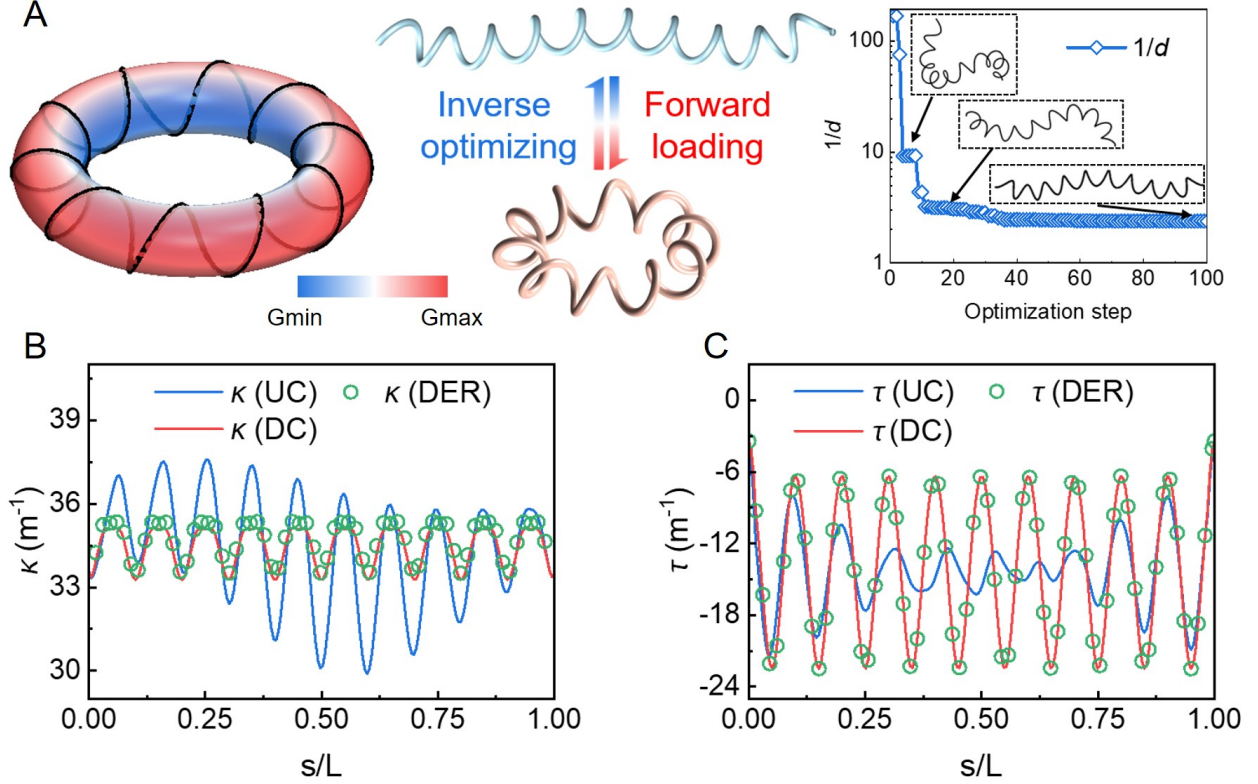 A
Inverse
optimizing
Forward
loading
Gmin
Gmax
1/d
100
10
1
1/d
0
20
40
60
80
100
Optimization step
B
κ (UC)
κ (DER)
κ (DC)
κ (m⁻¹)
39
36
33
30
0.00
0.25
0.50
0.75
1.00
s/L
C
τ (UC)
τ (DER)
τ (DC)
τ (m⁻¹)
0
-6
-12
-18
-24
0.00
0.25
0.50
0.75
1.00
s/L